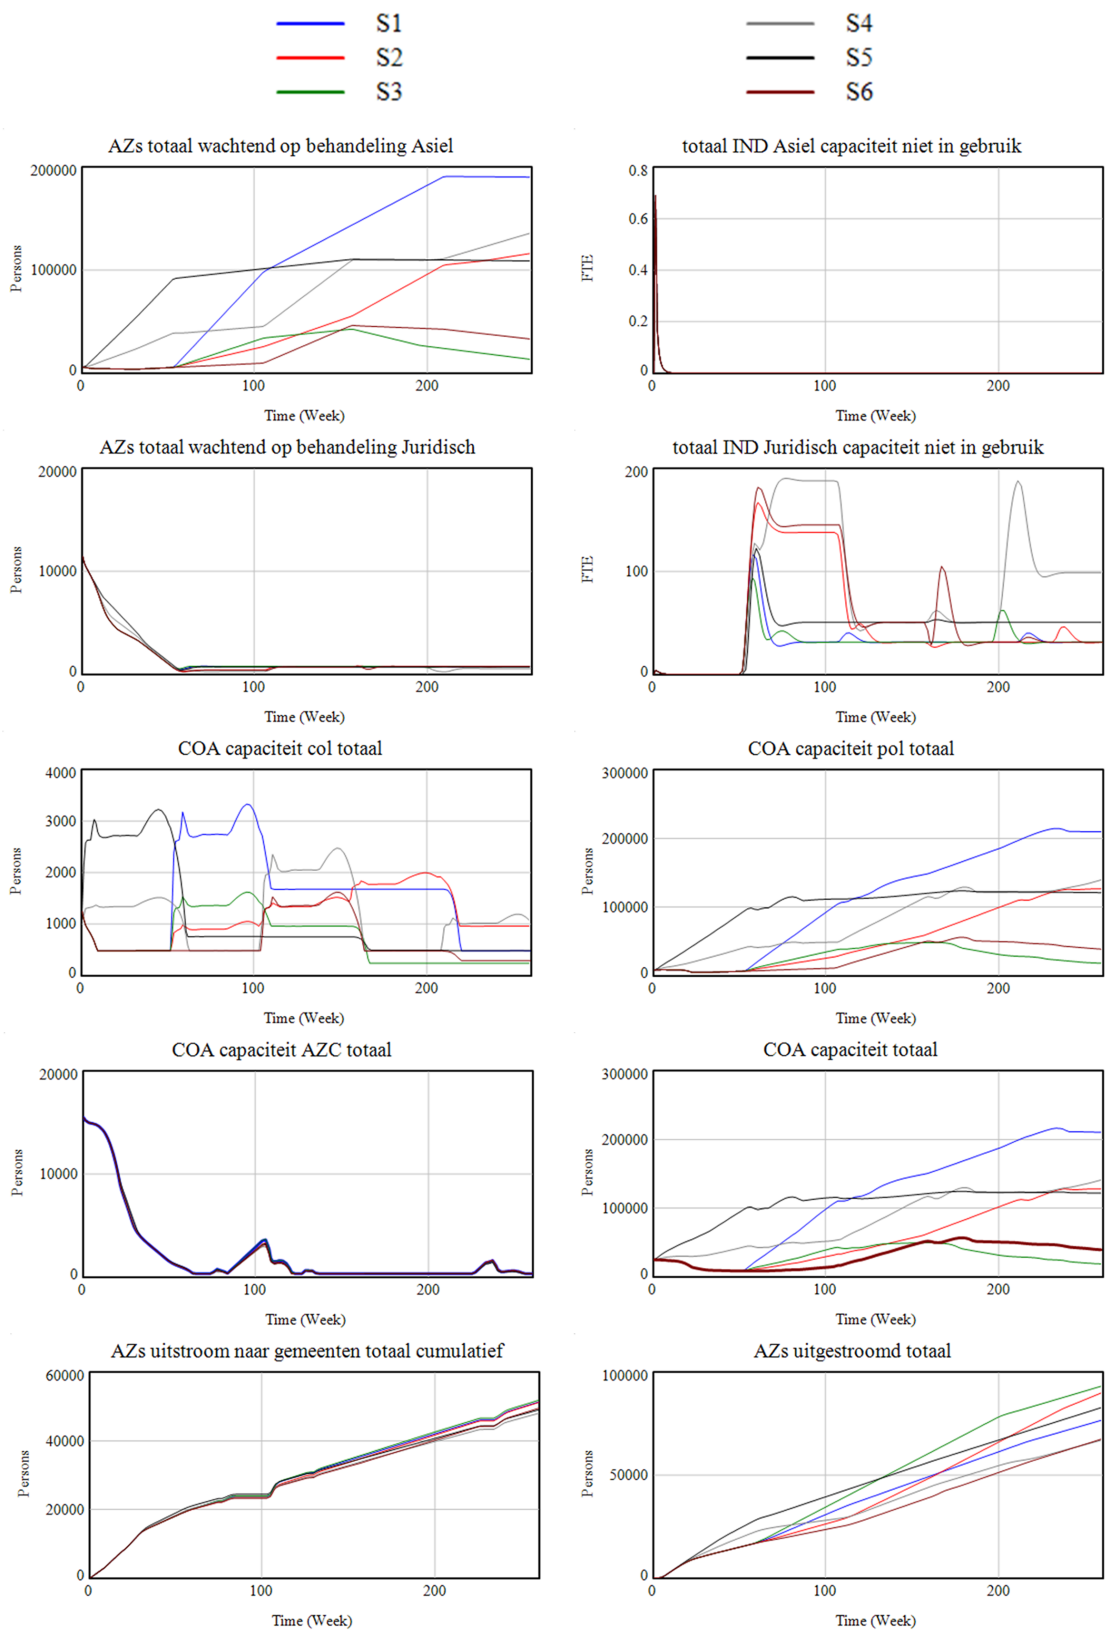 S1 S4
S2 S5
S3 S6
AZs totaal wachtend op behandeling Asiel
200000
100000
0
Persons
0 100 200
Time (Week)
totaal IND Asiel capaciteit niet in gebruik
0.8
0.6
0.4
0.2
0
FTE
0 100 200
Time (Week)
AZs totaal wachtend op behandeling Juridisch
20000
10000
0
Persons
0 100 200
Time (Week)
totaal IND Juridisch capaciteit niet in gebruik
200
100
0
FTE
0 100 200
Time (Week)
COA capaciteit col totaal
4000
3000
2000
1000
0
Persons
0 100 200
Time (Week)
COA capaciteit pol totaal
300000
200000
100000
0
Persons
0 100 200
Time (Week)
COA capaciteit AZC totaal
20000
10000
0
Persons
0 100 200
Time (Week)
COA capaciteit totaal
300000
200000
100000
0
Persons
0 100 200
Time (Week)
AZs uitstroom naar gemeenten totaal cumulatief
60000
40000
20000
0
Persons
0 100 200
Time (Week)
AZs uitgestroomd totaal
100000
50000
0
Persons
0 100 200
Time (Week)